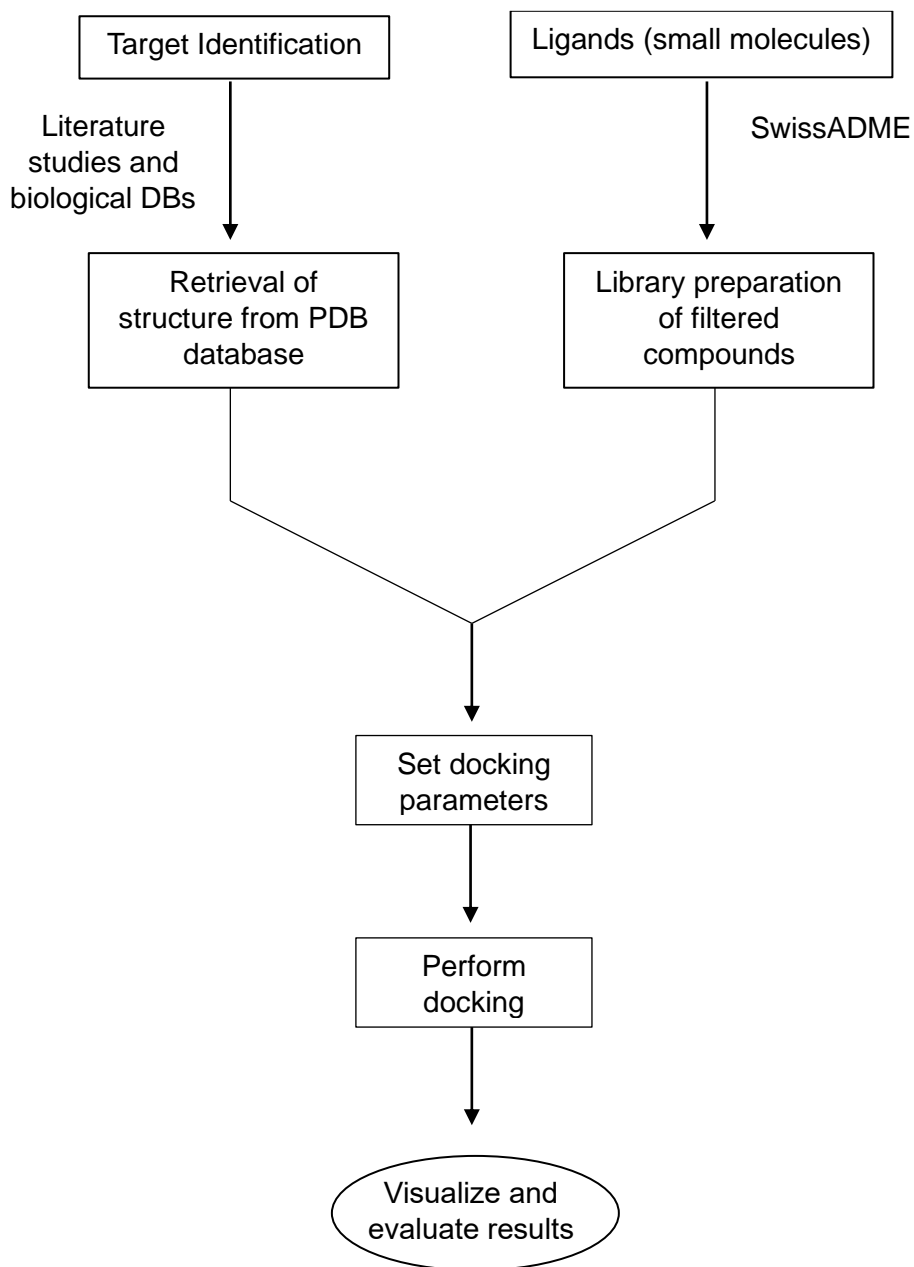 Target Identification
Ligands (small molecules)
Literature
studies and
biological DBs
SwissADME
Retrieval of
structure from PDB
database
Library preparation
of filtered
compounds
Set docking
parameters
Perform
docking
Visualize and
evaluate results